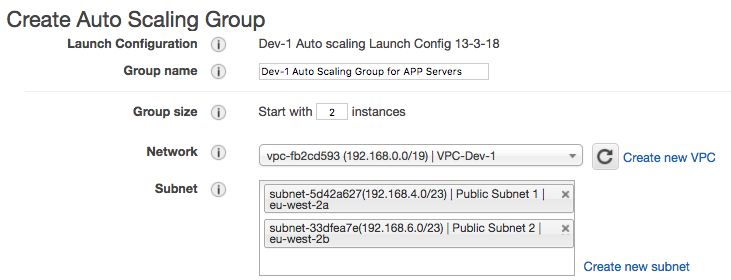 Create Auto Scaling Group
Launch Configuration i Dev-1 Auto scaling Launch Config 13-3-18
Group name i Dev-1 Auto Scaling Group for APP Servers
Group size i Start with 2 instances
Network i vpc-fb2cd593 (192.168.0.0/19) | VPC-Dev-1 Create new VPC
Subnet i subnet-5d42a627(192.168.4.0/23) | Public Subnet 1 | ×
eu-west-2a
subnet-33dfea7e(192.168.6.0/23) | Public Subnet 2 | ×
eu-west-2b
Create new subnet